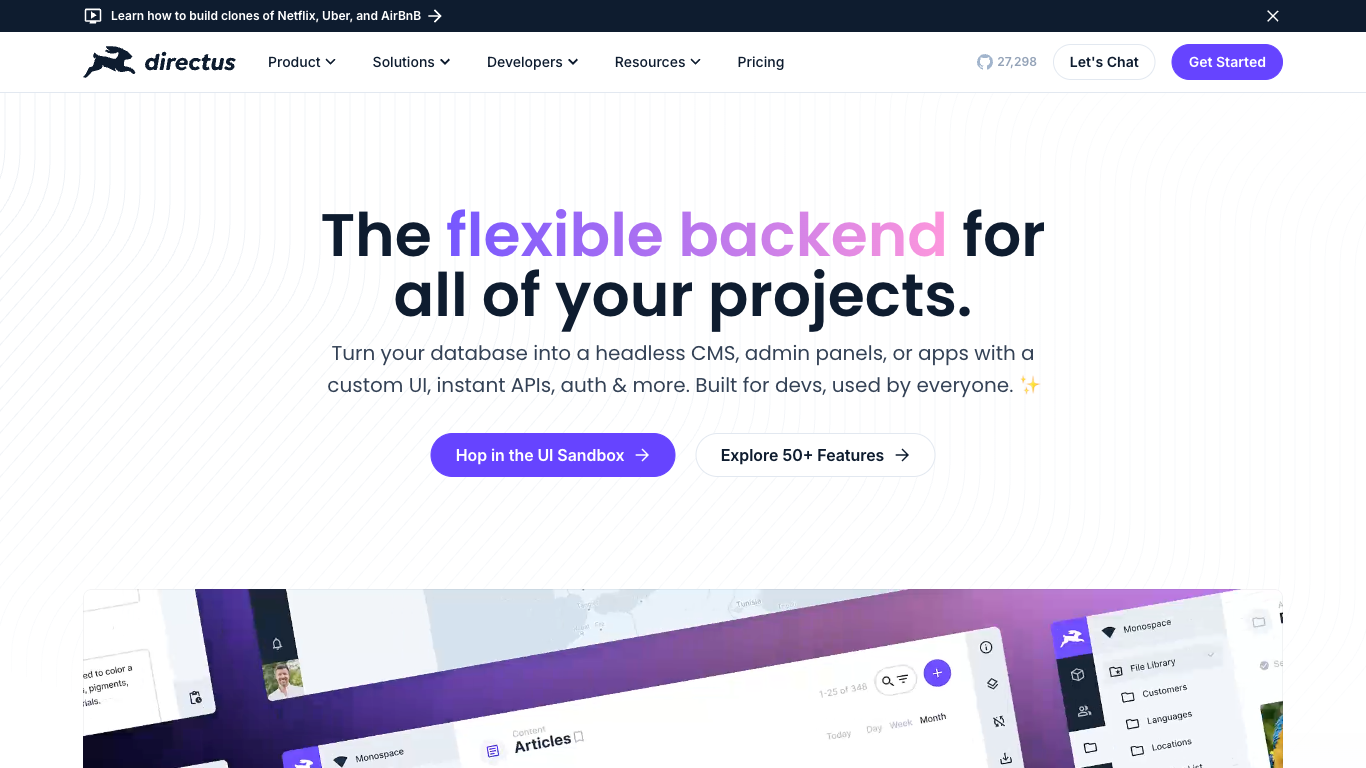 Learn how to build clones of Netflix, Uber, and AirBnB
directus
Product
Solutions
Developers
Resources
Pricing
27,298
Let's Chat
Get Started
The flexible backend for
all of your projects.
Turn your database into a headless CMS, admin panels, or apps with a
custom UI, instant APIs, auth & more. Built for devs, used by everyone. ✨
Hop in the UI Sandbox
Explore 50+ Features
Tunisia
Monospace
File Library
Customers
Languages
Locations
ed to color a
, pigments,
rials.
1-25 of 346
Content
Articles
Today
Day
Week
Month
Monospace